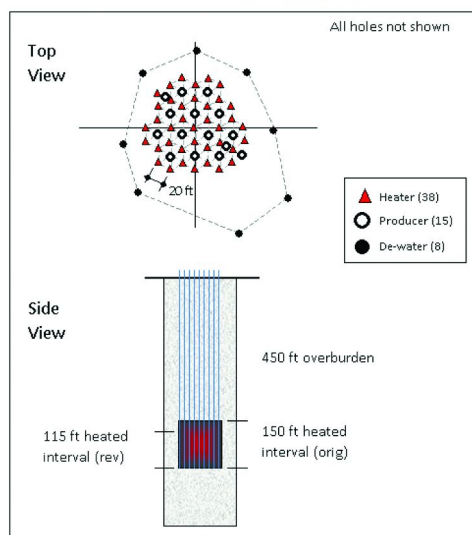 All holes not shown
Top
View
20 ft
Heater (38)
Producer (15)
De-water (8)
Side
View
450 ft overburden
115 ft heated
interval (rev)
150 ft heated
interval (orig)